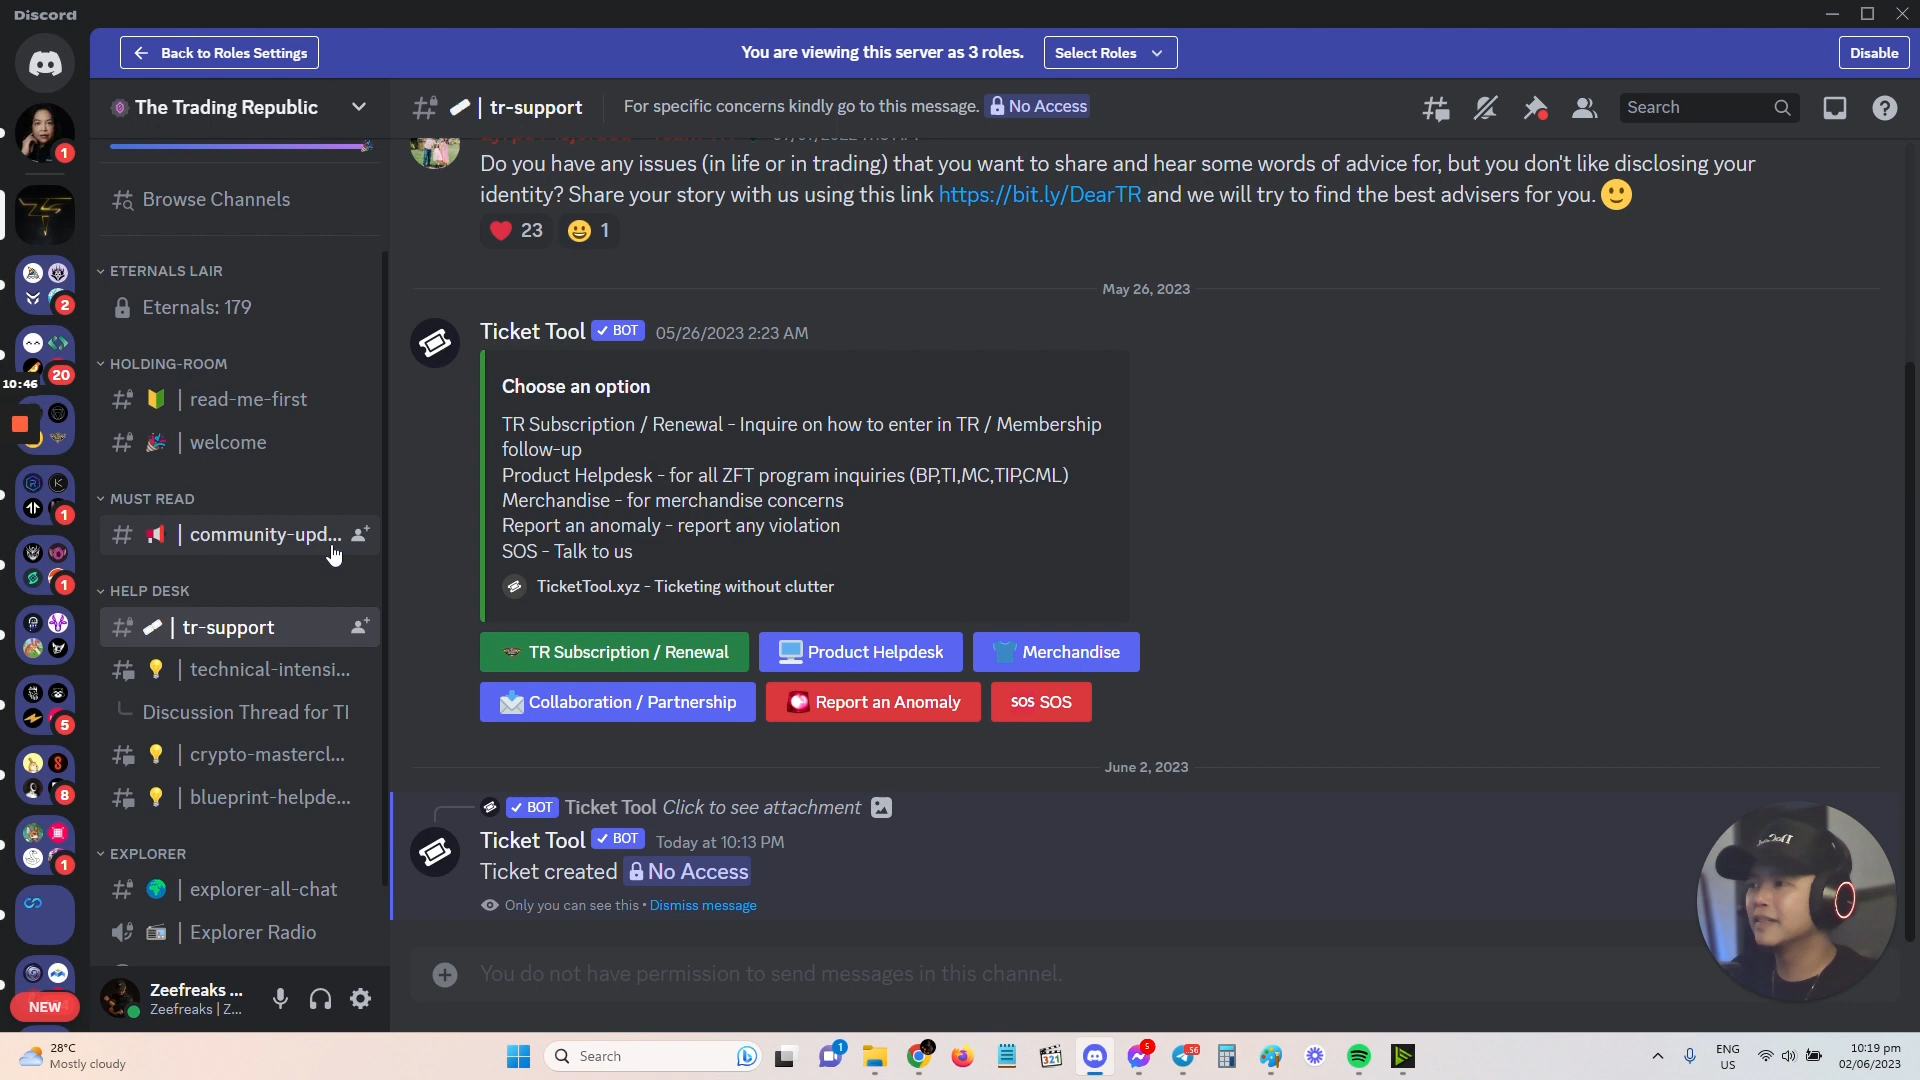 Discord
Back to Roles Settings
You are viewing this server as 3 roles.
Select Roles
Disable
The Trading Republic
| tr-support
For specific concerns kindly go to this message. No Access
Search
Browse Channels
ETERNALS LAIR
Eternals: 179
HOLDING-ROOM
| read-me-first
| welcome
MUST READ
| community-upd...
HELP DESK
| tr-support
| technical-intensi...
Discussion Thread for TI
| crypto-mastercl...
| blueprint-helpde...
EXPLORER
| explorer-all-chat
| Explorer Radio
Zeefreaks ...
Zeefreaks | Z...
1
2
20
10:46
1
1
5
8
1
NEW
Do you have any issues (in life or in trading) that you want to share and hear some words of advice for, but you don't like disclosing your
identity? Share your story with us using this link https://bit.ly/DearTR and we will try to find the best advisers for you.
23
1
May 26, 2023
Ticket Tool BOT 05/26/2023 2:23 AM
Choose an option
TR Subscription / Renewal - Inquire on how to enter in TR / Membership
follow-up
Product Helpdesk - for all ZFT program inquiries (BP,TI,MC,TIP,CML)
Merchandise - for merchandise concerns
Report an anomaly - report any violation
SOS - Talk to us
TicketTool.xyz - Ticketing without clutter
TR Subscription / Renewal
Product Helpdesk
Merchandise
Collaboration / Partnership
Report an Anomaly
SOS SOS
June 2, 2023
BOT Ticket Tool Click to see attachment
Ticket Tool BOT Today at 10:13 PM
Ticket created No Access
Only you can see this • Dismiss message
You do not have permission to send messages in this channel.
28°C
Mostly cloudy
Search
1
321
5
56
ENG
US
10:19 pm
02/06/2023